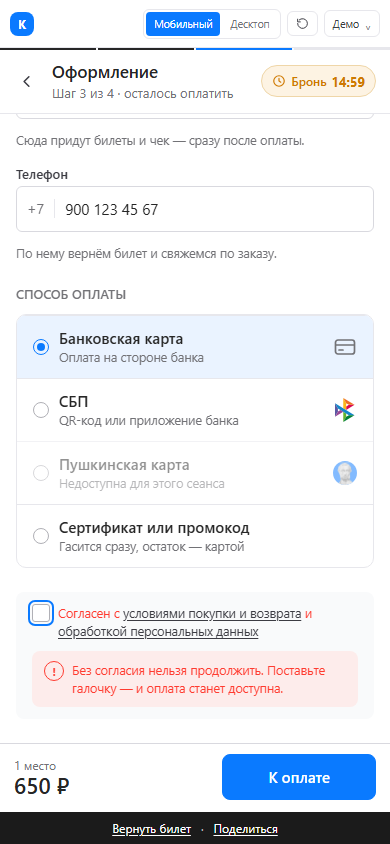 K
Мобильный Десктоп
Демо
Оформление
Шаг 3 из 4 · осталось оплатить
Бронь 14:59
Сюда придут билеты и чек — сразу после оплаты.
Телефон
+7 900 123 45 67
По нему вернём билет и свяжемся по заказу.
СПОСОБ ОПЛАТЫ
Банковская карта
Оплата на стороне банка
СБП
QR-код или приложение банка
Пушкинская карта
Недоступна для этого сеанса
Сертификат или промокод
Гасится сразу, остаток — картой
Согласен с условиями покупки и возврата и
обработкой персональных данных
Без согласия нельзя продолжить. Поставьте
галочку — и оплата станет доступна.
1 место
650 ₽
К оплате
Вернуть билет · Поделиться